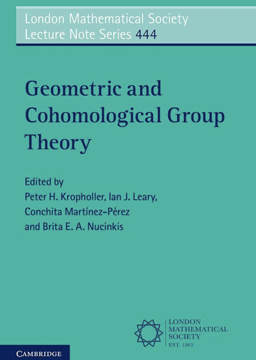 London Mathematical Society
Lecture Note Series 444
Geometric and
Cohomological Group
Theory
Edited by
Peter H. Kropholler, Ian J. Leary,
Conchita Martínez-Pérez
and Brita E. A. Nucinkis
LONDON
MATHEMATICAL
SOCIETY
EST. 1865
CAMBRIDGE